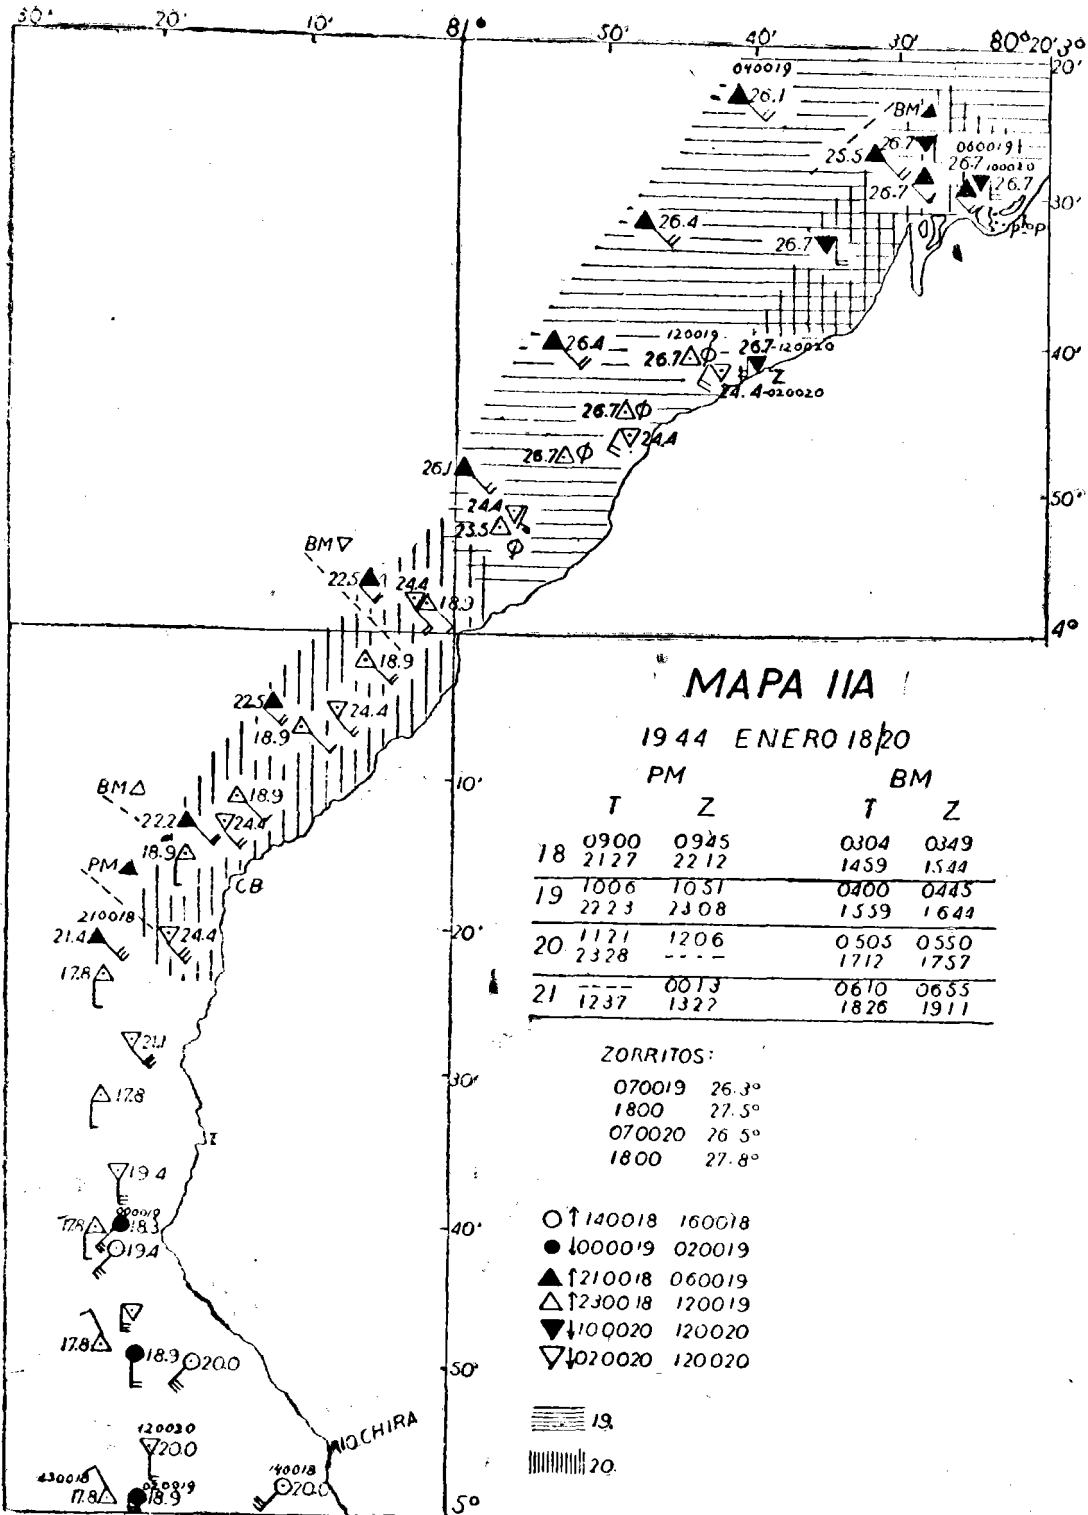 30' 20' 10' 81° 50' 40' 30' 80° 20' 3°
20'
040019
26.1
BM
26.7
060019
25.5
26.7
100020
26.7
26.7
30'
26.4
26.7
26.4
120019
26.7 Φ
26.7-120020
40'
Z
24.4-020020
26.7 Φ
24.4
26.7 Φ
26.1
50'
24.4
23.5
Φ
BM
22.5
24.4
18.9
4°
18.9
22.5
24.4
18.9
10'
BM
18.9
22.2
24.4
18.9
PM
CB
210018
21.4
24.4
20'
17.8
21.1
30'
17.8
19.4
000019
17.8
18.3
40'
19.4
17.8
18.9
20.0
50'
RIO CHIRA
120020
20.0
230018
020019
140018
17.8
18.9
20.0
5°
MAPA IIA
1944 ENERO 18/20
PM BM
T Z T Z
18 0900 0945 0304 0349
2127 2212 1459 1544
19 1006 1051 0400 0445
2223 2308 1559 1644
20 1121 1206 0505 0550
2328 ---- 1712 1757
21 ---- 0013 0610 0655
1237 1322 1826 1911
ZORRITOS:
070019 26.3°
1800 27.5°
070020 26.5°
1800 27.8°
○ ↑ 140018 160018
● ↓ 000019 020019
▲ ↑ 210018 060019
△ ↑ 230018 120019
▼ ↓ 100020 120020
▽ ↓ 020020 120020
19.
20.